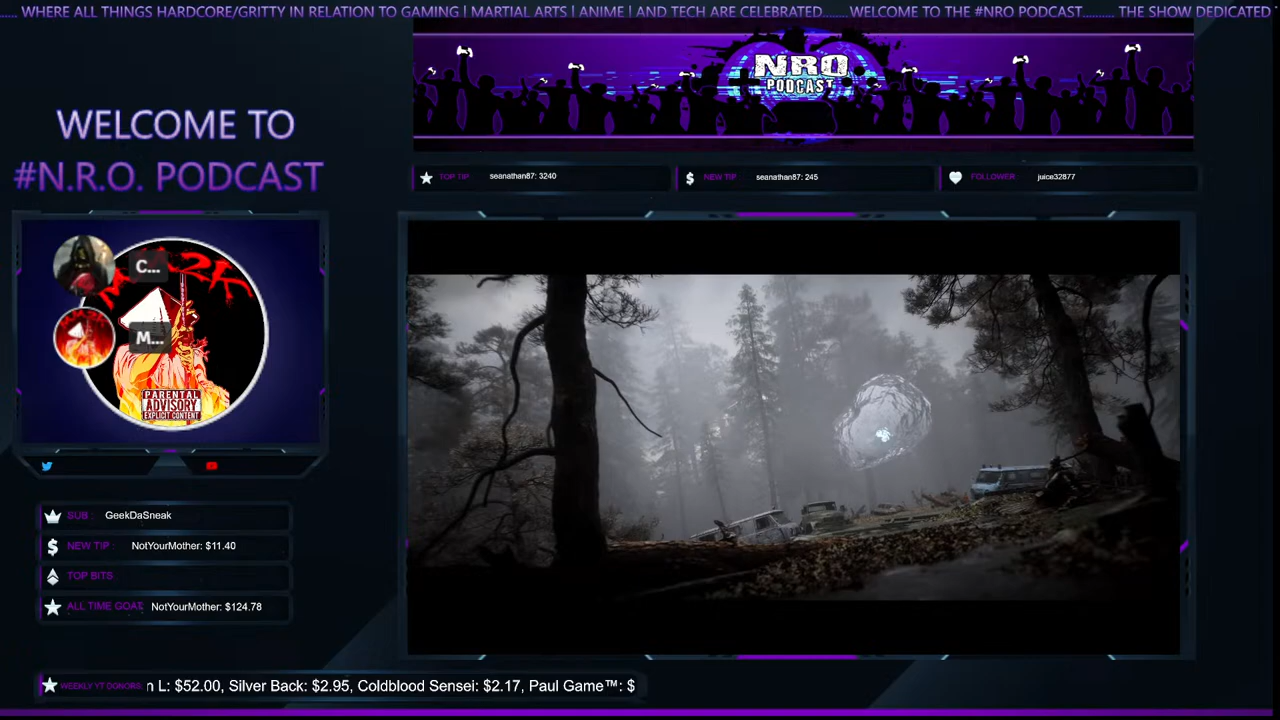 ..... WHERE ALL THINGS HARDCORE/GRITTY IN RELATION TO GAMING | MARTIAL ARTS | ANIME | AND TECH ARE CELEBRATED........WELCOME TO THE #NRO PODCAST......... THE SHOW DEDICATED
NRO
PODCAST
WELCOME TO
#N.R.O. PODCAST
TOP TIP seanathan87: 3240
NEW TIP : seanathan87: 245
FOLLOWER : juice32877
C...
M...
PARENTAL
ADVISORY
EXPLICIT CONTENT
SUB : GeekDaSneak
NEW TIP : NotYourMother: $11.40
TOP BITS
ALL TIME GOAT: NotYourMother: $124.78
WEEKLY YT DONORS: n L: $52.00, Silver Back: $2.95, Coldblood Sensei: $2.17, Paul Game™: $